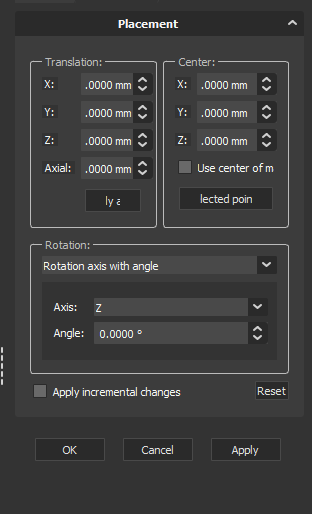 Placement
Translation:
X: .0000 mm
Y: .0000 mm
Z: .0000 mm
Axial: .0000 mm
ly a
Center:
X: .0000 mm
Y: .0000 mm
Z: .0000 mm
Use center of m
lected poin
Rotation:
Rotation axis with angle
Axis: Z
Angle: 0.0000 °
Apply incremental changes
Reset
OK Cancel Apply